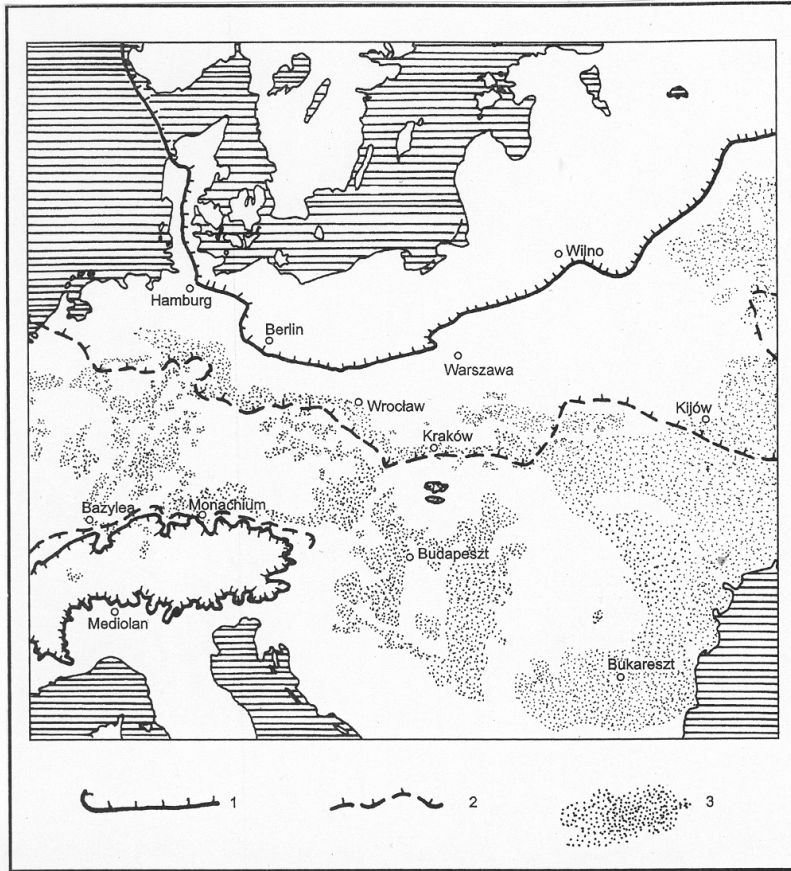 Wilno
Hamburg
Berlin
Warszawa
Wrocław
Kijów
Kraków
Bazylea
Monachium
Budapeszt
Mediolan
Bukareszt
1
2
3